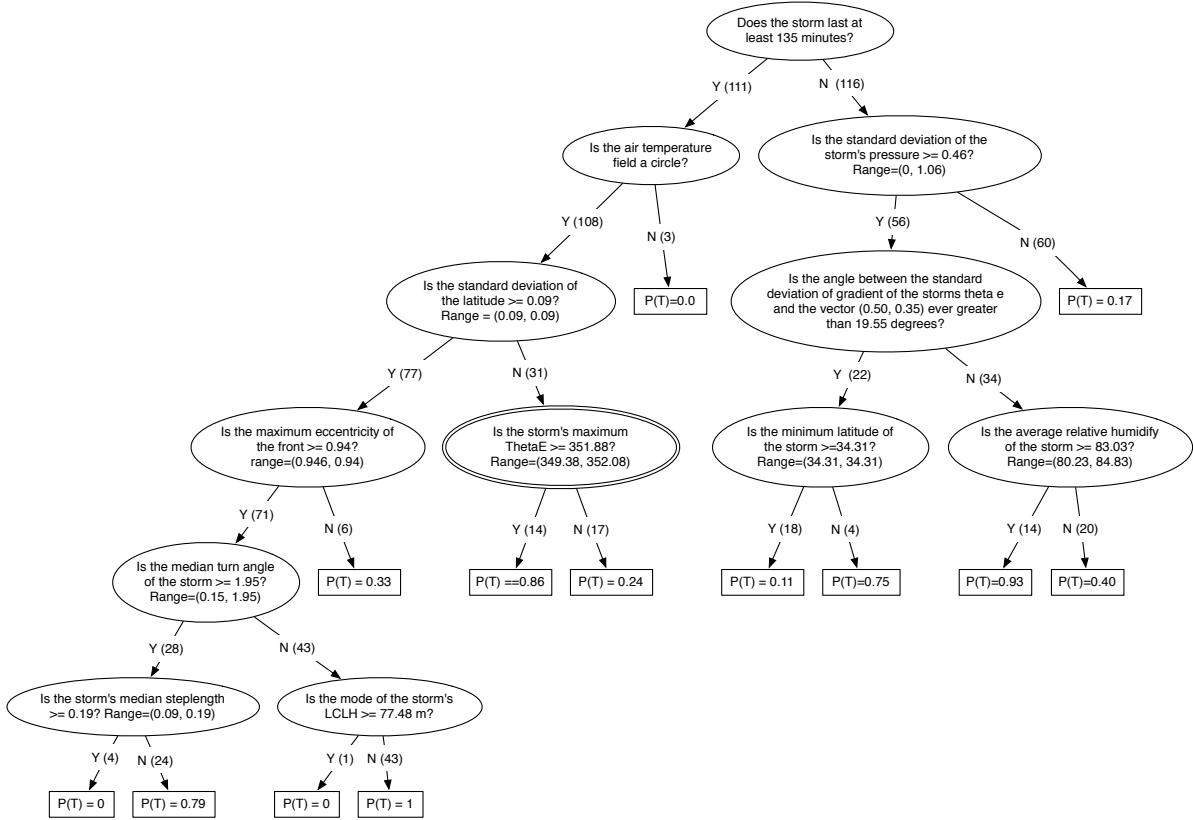 Does the storm last at
least 135 minutes?
Y (111)
N (116)
Is the air temperature
field a circle?
Is the standard deviation of the
storm's pressure >= 0.46?
Range=(0, 1.06)
Y (108)
N (3)
Y (56)
N (60)
Is the standard deviation of
the latitude >= 0.09?
Range = (0.09, 0.09)
P(T)=0.0
Is the angle between the standard
deviation of gradient of the storms theta e
and the vector (0.50, 0.35) ever greater
than 19.55 degrees?
P(T) = 0.17
Y (77)
N (31)
Y (22)
N (34)
Is the maximum eccentricity of
the front >= 0.94?
range=(0.946, 0.94)
Is the storm's maximum
ThetaE >= 351.88?
Range=(349.38, 352.08)
Is the minimum latitude of
the storm >=34.31?
Range=(34.31, 34.31)
Is the average relative humidify
of the storm >= 83.03?
Range=(80.23, 84.83)
Y (71)
N (6)
Y (14)
N (17)
Y (18)
N (4)
Y (14)
N (20)
Is the median turn angle
of the storm >= 1.95?
Range=(0.15, 1.95)
P(T) = 0.33
P(T) ==0.86
P(T) = 0.24
P(T) = 0.11
P(T)=0.75
P(T)=0.93
P(T)=0.40
Y (28)
N (43)
Is the storm's median steplength
>= 0.19? Range=(0.09, 0.19)
Is the mode of the storm's
LCLH >= 77.48 m?
Y (4)
N (24)
Y (1)
N (43)
P(T) = 0
P(T) = 0.79
P(T) = 0
P(T) = 1